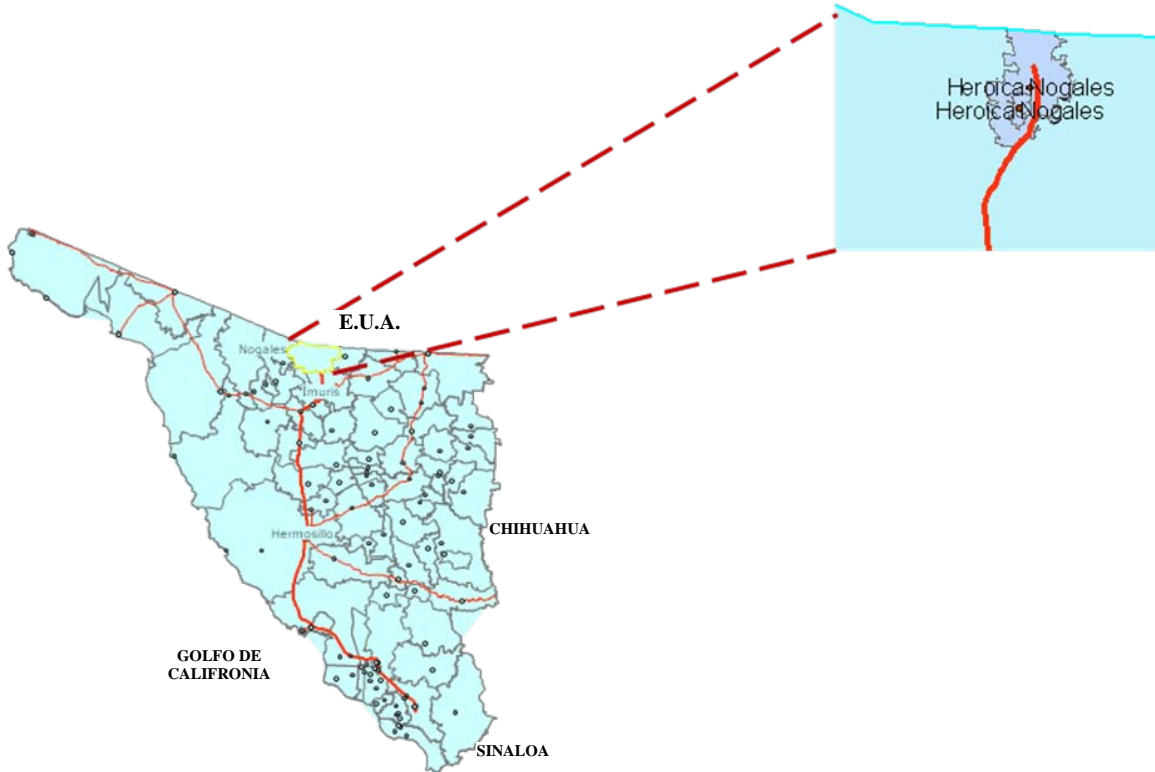 Heroica Nogales
Heroica Nogales
E.U.A.
Nogales
Imuris
CHIHUAHUA
Hermosillo
GOLFO DE
CALIFRONIA
SINALOA